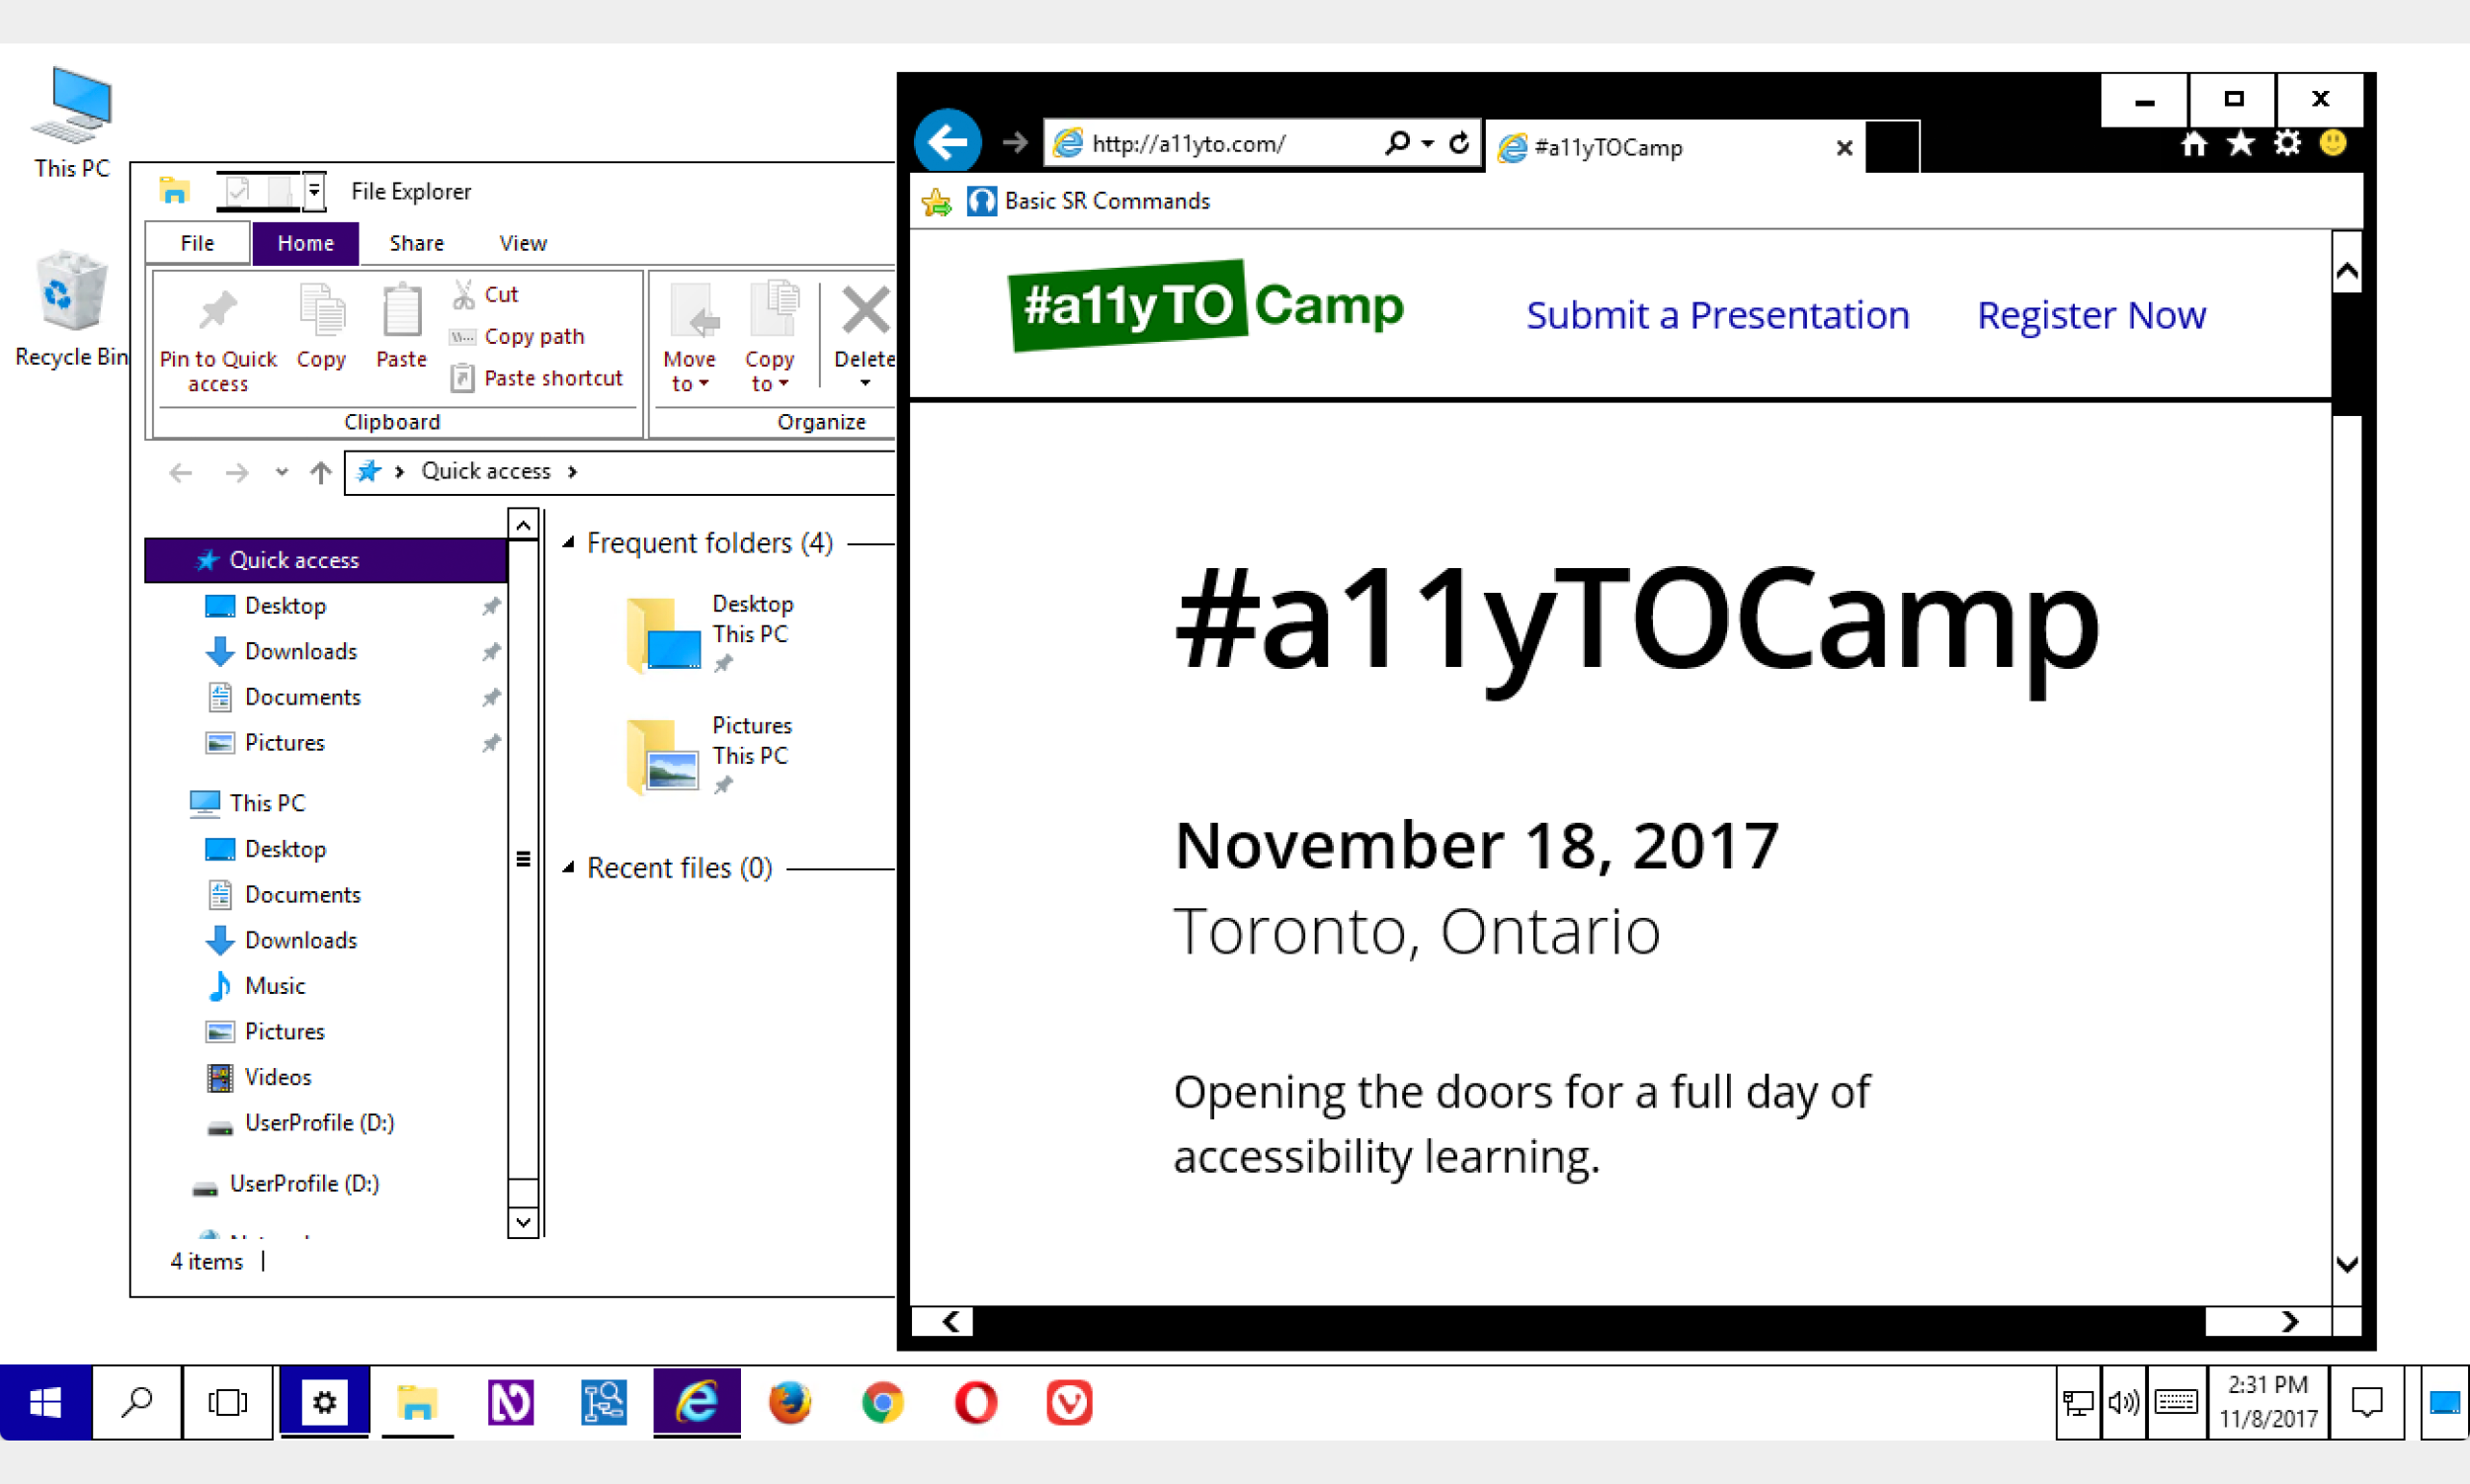 This PC
Recycle Bin
File Explorer
File
Home
Share
View
Pin to Quick
access
Copy
Paste
Cut
Copy path
Paste shortcut
Clipboard
Move
to
Copy
to
Delete
Organize
Quick access
Quick access
Desktop
Downloads
Documents
Pictures
This PC
Desktop
Documents
Downloads
Music
Pictures
Videos
UserProfile (D:)
UserProfile (D:)
4 items
Frequent folders (4)
Desktop
This PC
Pictures
This PC
Recent files (0)
http://a11yto.com/
#a11yTOCamp
Basic SR Commands
#a11yTO Camp
Submit a Presentation
Register Now
#a11yTOCamp
November 18, 2017
Toronto, Ontario
Opening the doors for a full day of
accessibility learning.
2:31 PM
11/8/2017